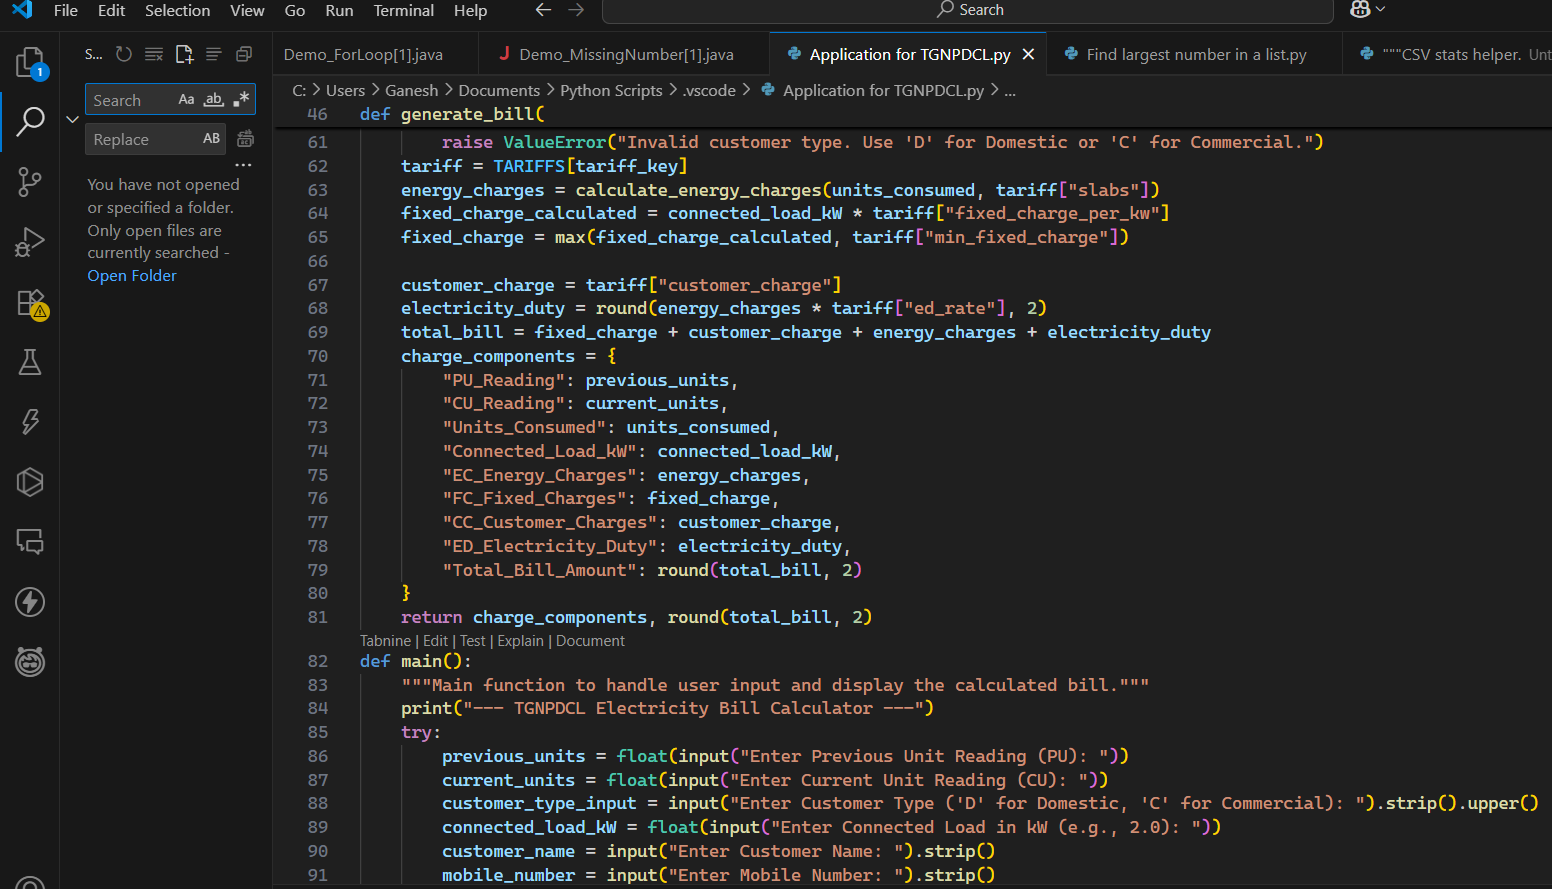 File Edit Selection View Go Run Terminal Help
Search
S...
Demo_ForLoop[1].java
J Demo_MissingNumber[1].java
Application for TGNPDCL.py
Find largest number in a list.py
"""CSV stats helper. Unt
1
Search Aa ab
Replace AB
You have not opened
or specified a folder.
Only open files are
currently searched -
Open Folder
C: > Users > Ganesh > Documents > Python Scripts > .vscode > Application for TGNPDCL.py > ...
46 def generate_bill(
61 raise ValueError("Invalid customer type. Use 'D' for Domestic or 'C' for Commercial.")
62 tariff = TARIFFS[tariff_key]
63 energy_charges = calculate_energy_charges(units_consumed, tariff["slabs"])
64 fixed_charge_calculated = connected_load_kW * tariff["fixed_charge_per_kw"]
65 fixed_charge = max(fixed_charge_calculated, tariff["min_fixed_charge"])
66
67 customer_charge = tariff["customer_charge"]
68 electricity_duty = round(energy_charges * tariff["ed_rate"], 2)
69 total_bill = fixed_charge + customer_charge + energy_charges + electricity_duty
70 charge_components = {
71 "PU_Reading": previous_units,
72 "CU_Reading": current_units,
73 "Units_Consumed": units_consumed,
74 "Connected_Load_kW": connected_load_kW,
75 "EC_Energy_Charges": energy_charges,
76 "FC_Fixed_Charges": fixed_charge,
77 "CC_Customer_Charges": customer_charge,
78 "ED_Electricity_Duty": electricity_duty,
79 "Total_Bill_Amount": round(total_bill, 2)
80 }
81 return charge_components, round(total_bill, 2)
Tabnine | Edit | Test | Explain | Document
82 def main():
83 """Main function to handle user input and display the calculated bill."""
84 print("--- TGNPDCL Electricity Bill Calculator ---")
85 try:
86 previous_units = float(input("Enter Previous Unit Reading (PU): "))
87 current_units = float(input("Enter Current Unit Reading (CU): "))
88 customer_type_input = input("Enter Customer Type ('D' for Domestic, 'C' for Commercial): ").strip().upper()
89 connected_load_kW = float(input("Enter Connected Load in kW (e.g., 2.0): "))
90 customer_name = input("Enter Customer Name: ").strip()
91 mobile_number = input("Enter Mobile Number: ").strip()